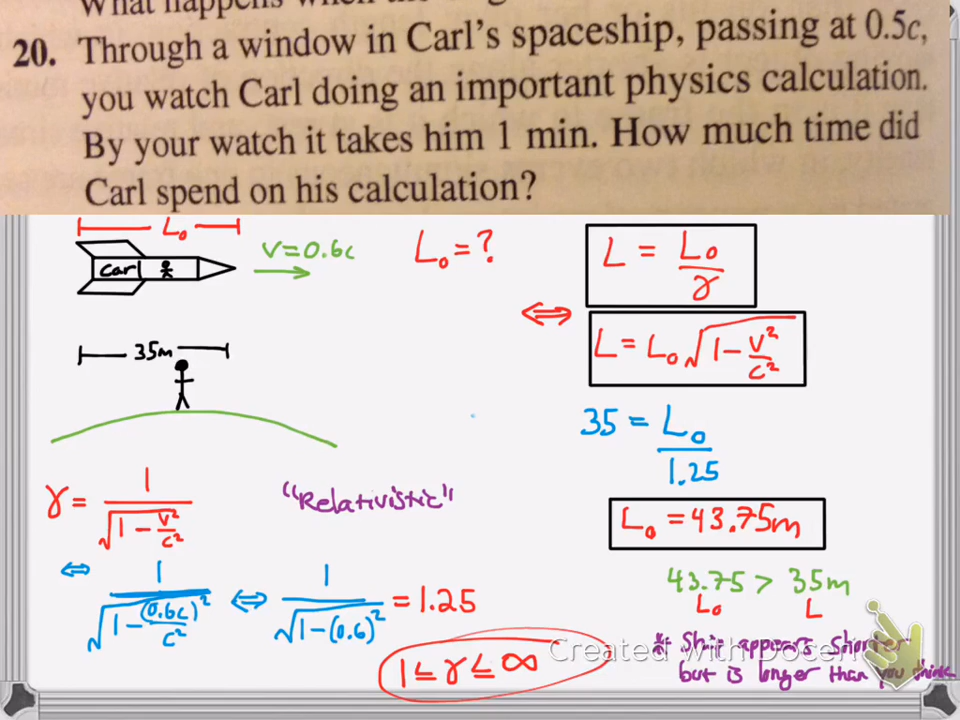 What happens when the
20. Through a window in Carl's spaceship, passing at 0.5c,
you watch Carl doing an important physics calculation.
By your watch it takes him 1 min. How much time did
Carl spend on his calculation?
L₀
Carl
V=0.6c
L₀=?
L = L₀/γ
⇔
L = L₀√(1-v²/c²)
35m
35 = L₀/1.25
γ = 1/√(1-v²/c²)
"Relativistic"
L₀ = 43.75m
⇔ 1/√(1-(0.6c)²/c²) ⇔ 1/√(1-(0.6)²) = 1.25
43.75 > 35m
L₀ L
1 ≤ γ ≤ ∞
Created with Doceri
* Ship appears shorter
but is longer than you think